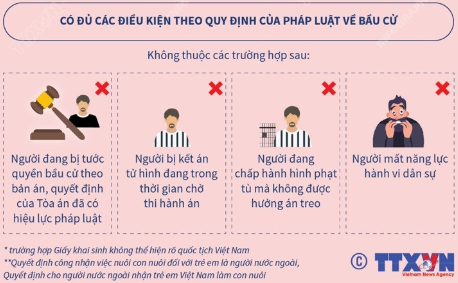 CÓ ĐỦ CÁC ĐIỀU KIỆN THEO QUY ĐỊNH CỦA PHÁP LUẬT VỀ BẦU CỬ
Không thuộc các trường hợp sau:
Người đang bị tước
quyền bầu cử theo
bản án, quyết định
của Tòa án đã có
hiệu lực pháp luật
Người bị kết án
tử hình đang trong
thời gian chờ
thi hành án
Người đang
chấp hành hình phạt
tù mà không được
hưởng án treo
Người mất năng lực
hành vi dân sự
* trường hợp Giấy khai sinh không thể hiện rõ quốc tịch Việt Nam
**Quyết định công nhận việc nuôi con nuôi đối với trẻ em là người nước ngoài,
Quyết định cho người nước ngoài nhận trẻ em Việt Nam làm con nuôi
© TTXVN
Vietnam News Agency